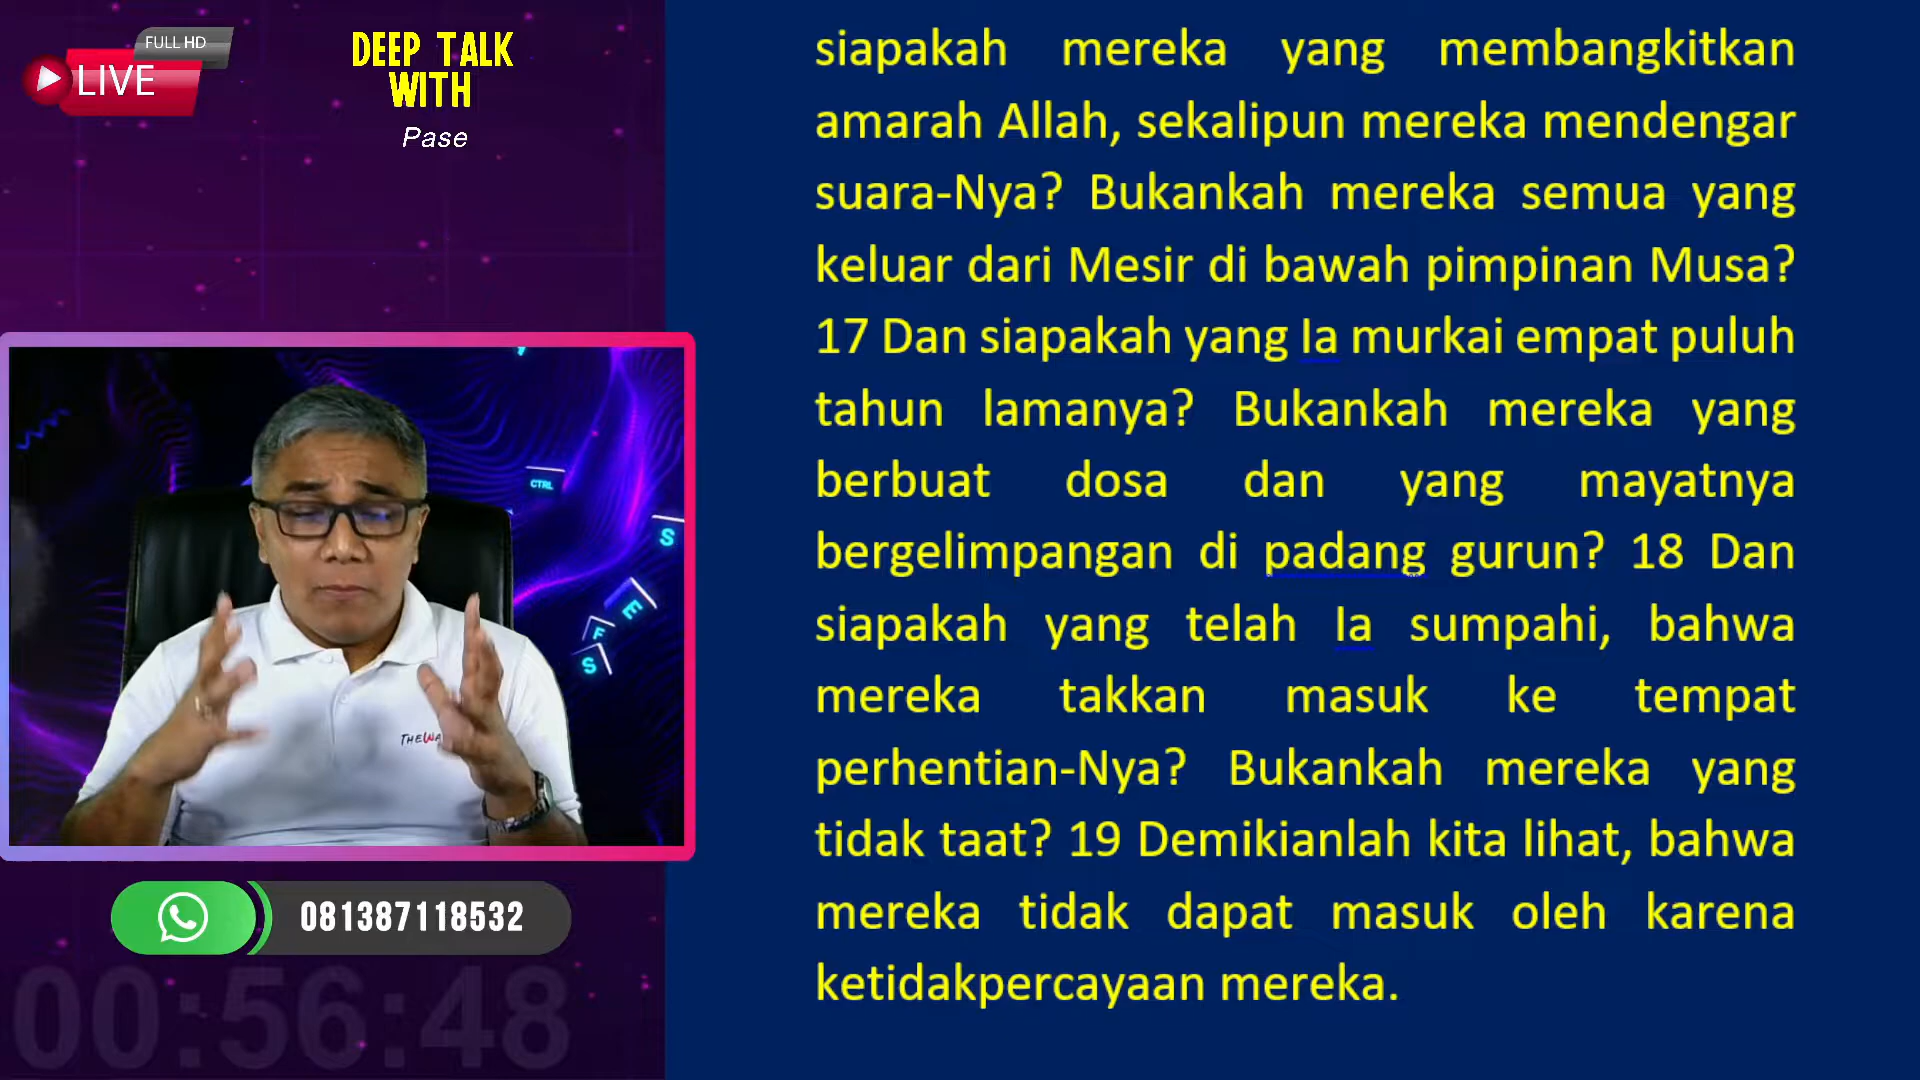 FULL HD
LIVE
DEEP TALK
WITH
Pase
siapakah mereka yang membangkitkan
amarah Allah, sekalipun mereka mendengar
suara-Nya? Bukankah mereka semua yang
keluar dari Mesir di bawah pimpinan Musa?
17 Dan siapakah yang Ia murkai empat puluh
tahun lamanya? Bukankah mereka yang
berbuat dosa dan yang mayatnya
bergelimpangan di padang gurun? 18 Dan
siapakah yang telah Ia sumpahi, bahwa
mereka takkan masuk ke tempat
perhentian-Nya? Bukankah mereka yang
tidak taat? 19 Demikianlah kita lihat, bahwa
mereka tidak dapat masuk oleh karena
ketidakpercayaan mereka.
CTRL
S
E
F
S
081387118532
00:56:48